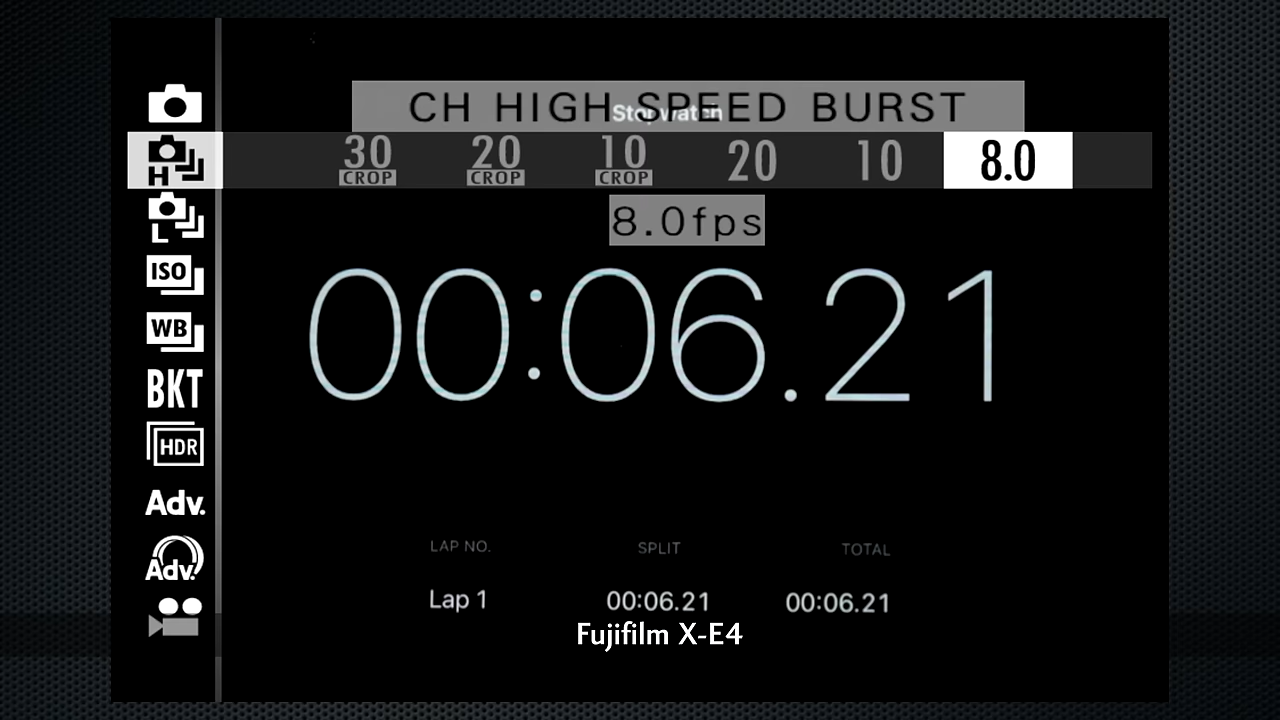 CH HIGH SPEED BURST
Stopwatch
30 CROP 20 CROP 10 CROP 20 10 8.0
H
8.0fps
L
ISO
WB
00:06.21
BKT
HDR
Adv.
Adv.
LAP NO. SPLIT TOTAL
Lap 1 00:06.21 00:06.21
Fujifilm X-E4